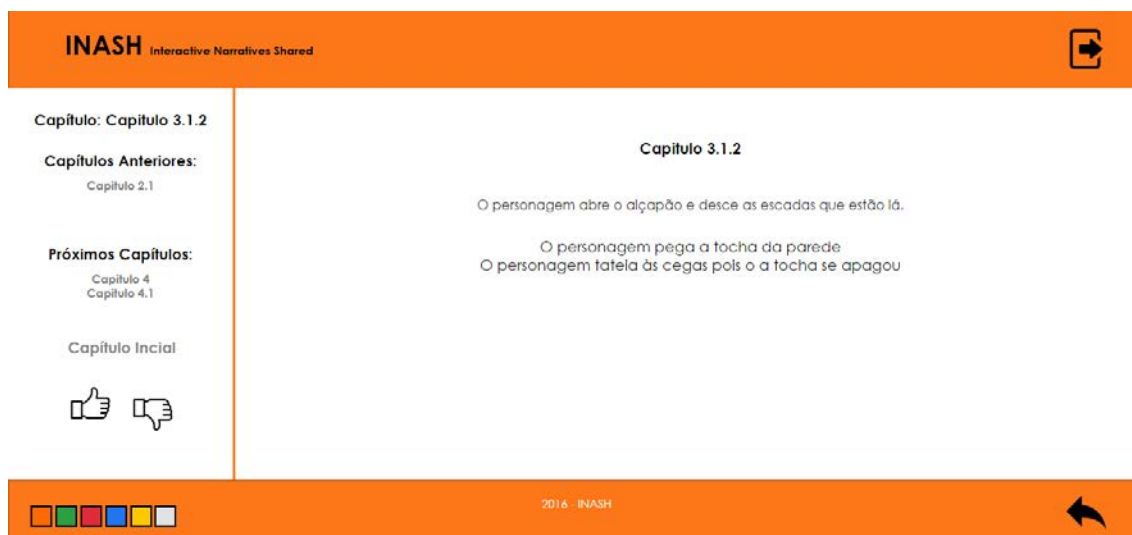 INASH Interactive Narratives Shared
Capítulo: Capitulo 3.1.2
Capítulos Anteriores:
Capitulo 2.1
Próximos Capítulos:
Capitulo 4
Capitulo 4.1
Capítulo Incial
Capitulo 3.1.2
O personagem abre o alçapão e desce as escadas que estão lá.
O personagem pega a tocha da parede
O personagem tateia às cegas pois o a tocha se apagou
2016 - INASH